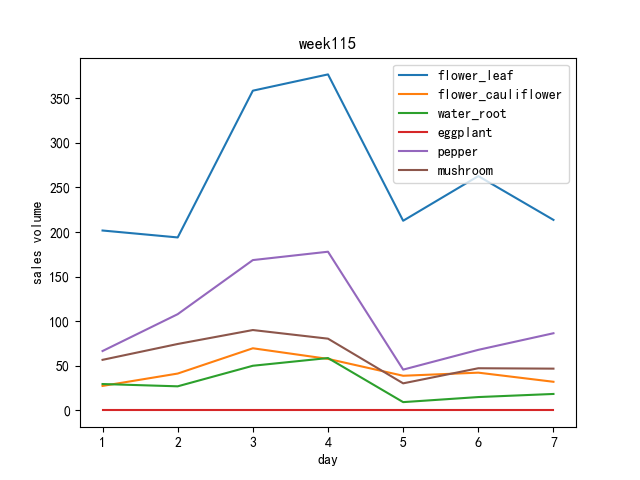 week115
flower_leaf
flower_cauliflower
water_root
eggplant
pepper
mushroom
sales volume
350
300
250
200
150
100
50
0
1 2 3 4 5 6 7
day